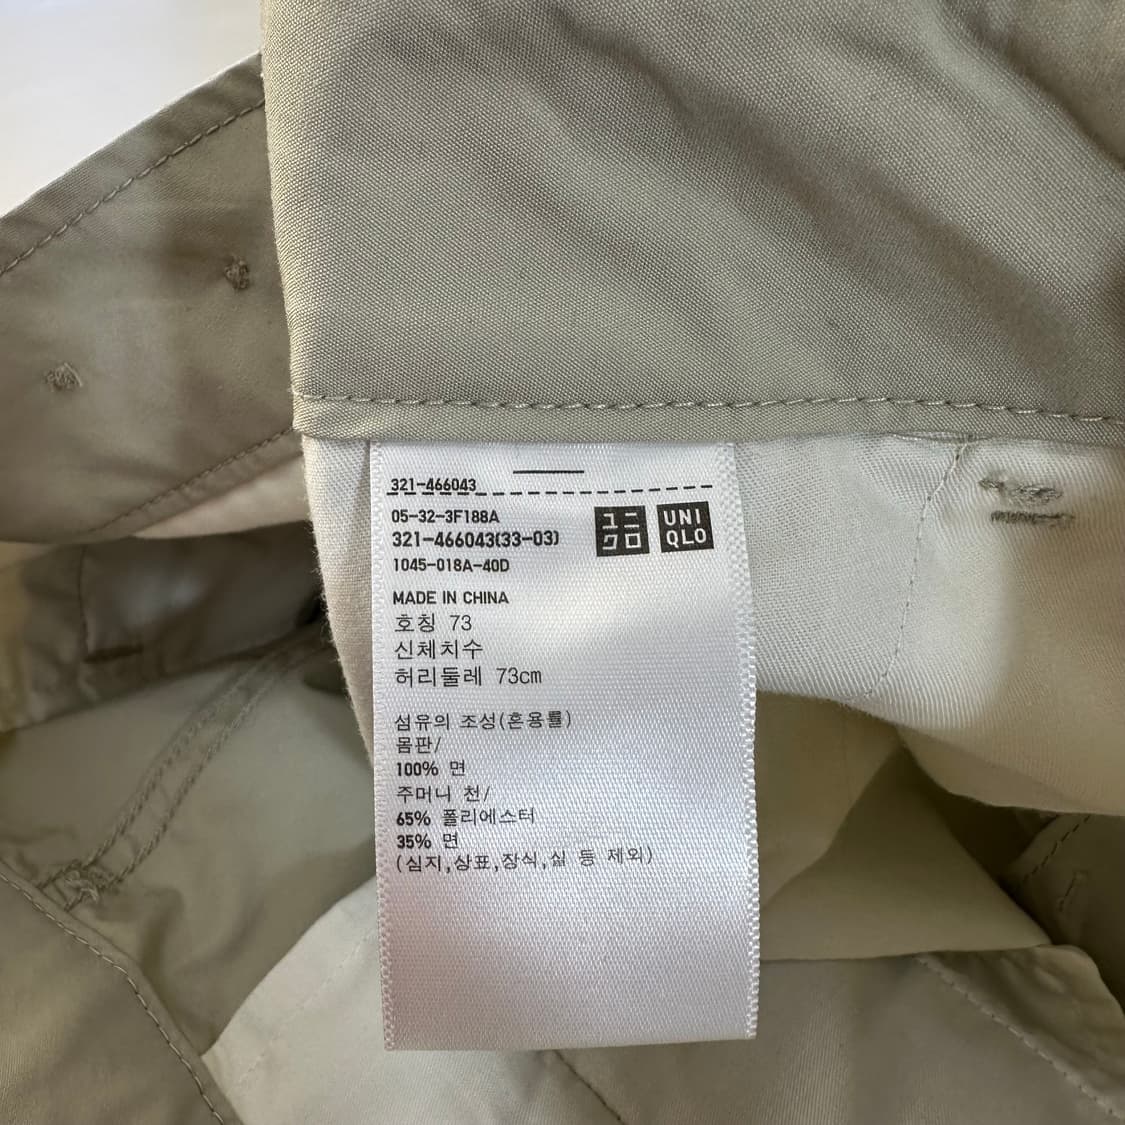 321-466043
05-32-3F188A
321-466043(33-03)
1045-018A-40D
ユニ
クロ
UNI
QLO
MADE IN CHINA
호칭 73
신체치수
허리둘레 73cm
섬유의 조성(혼용률)
몸판/
100% 면
주머니 천/
65% 폴리에스터
35% 면
(심지,상표,장식,실 등 제외)